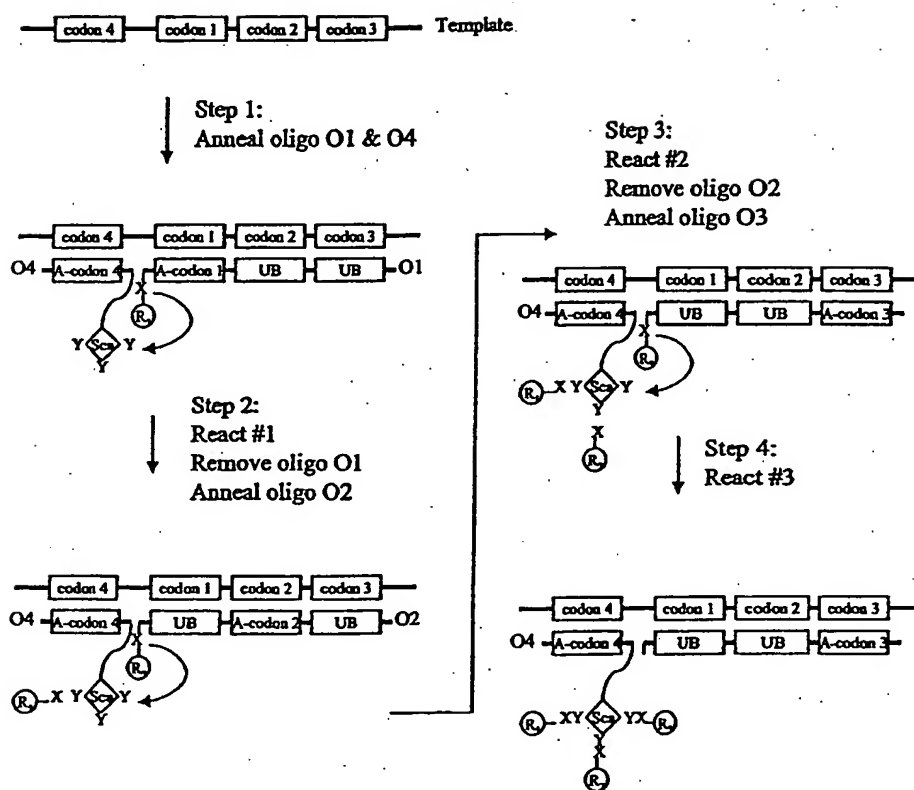 codon 4 codon 1 codon 2 codon 3 Template
Step 1:
Anneal oligo O1 & O4
codon 4 codon 1 codon 2 codon 3
O4 A-codon 4 A-codon 1 UB UB O1
X
R
Y Sca Y
Y
Step 2:
React #1
Remove oligo O1
Anneal oligo O2
codon 4 codon 1 codon 2 codon 3
O4 A-codon 4 UB A-codon 2 UB O2
X
R
R X Y Sca Y
Y
Step 3:
React #2
Remove oligo O2
Anneal oligo O3
codon 4 codon 1 codon 2 codon 3
O4 A-codon 4 UB UB A-codon 3
X
R
R X Y Sca Y
Y
X
R
Step 4:
React #3
codon 4 codon 1 codon 2 codon 3
O4 A-codon 4 UB UB A-codon 3
R XY Sca YX R
Y
X
R